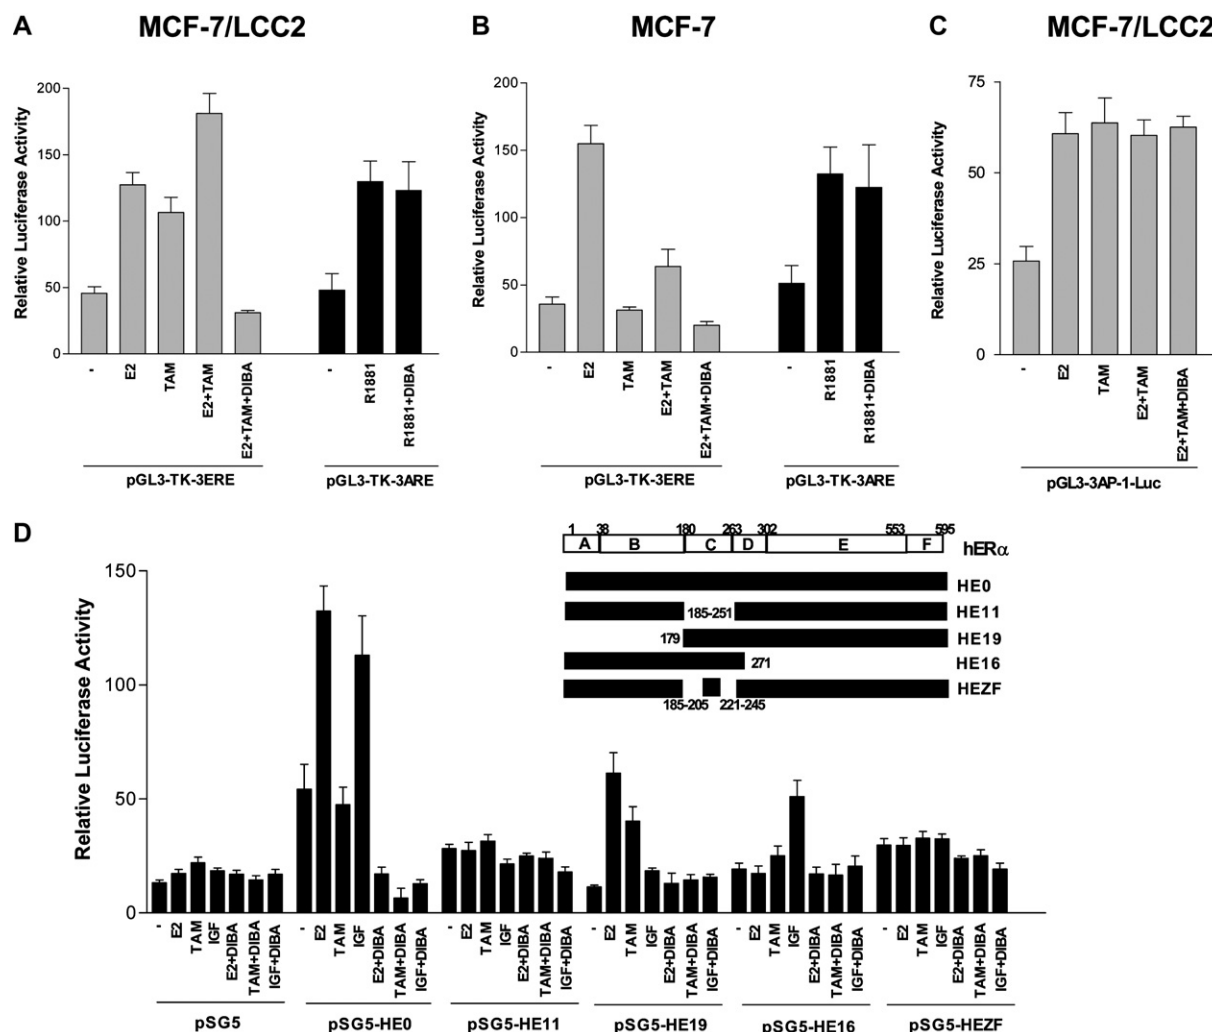 A MCF-7/LCC2
Relative Luciferase Activity
200
150
100
50
0
- E2 TAM E2+TAM E2+TAM+DIBA - R1881 R1881+DIBA
pGL3-TK-3ERE pGL3-TK-3ARE
B MCF-7
Relative Luciferase Activity
200
150
100
50
0
- E2 TAM E2+TAM E2+TAM+DIBA - R1881 R1881+DIBA
pGL3-TK-3ERE pGL3-TK-3ARE
C MCF-7/LCC2
Relative Luciferase Activity
75
50
25
0
- E2 TAM E2+TAM E2+TAM+DIBA
pGL3-3AP-1-Luc
D
1 38 180 263 302 553 595
A B C D E F hERα
HE0
185-251 HE11
179 HE19
271 HE16
HEZF
185-205 221-245
Relative Luciferase Activity
150
100
50
0
- E2 TAM IGF E2+DIBA TAM+DIBA IGF+DIBA - E2 TAM IGF E2+DIBA TAM+DIBA IGF+DIBA - E2 TAM IGF E2+DIBA TAM+DIBA IGF+DIBA - E2 TAM IGF E2+DIBA TAM+DIBA IGF+DIBA - E2 TAM IGF E2+DIBA TAM+DIBA IGF+DIBA - E2 TAM IGF E2+DIBA TAM+DIBA IGF+DIBA
pSG5 pSG5-HE0 pSG5-HE11 pSG5-HE19 pSG5-HE16 pSG5-HEZF